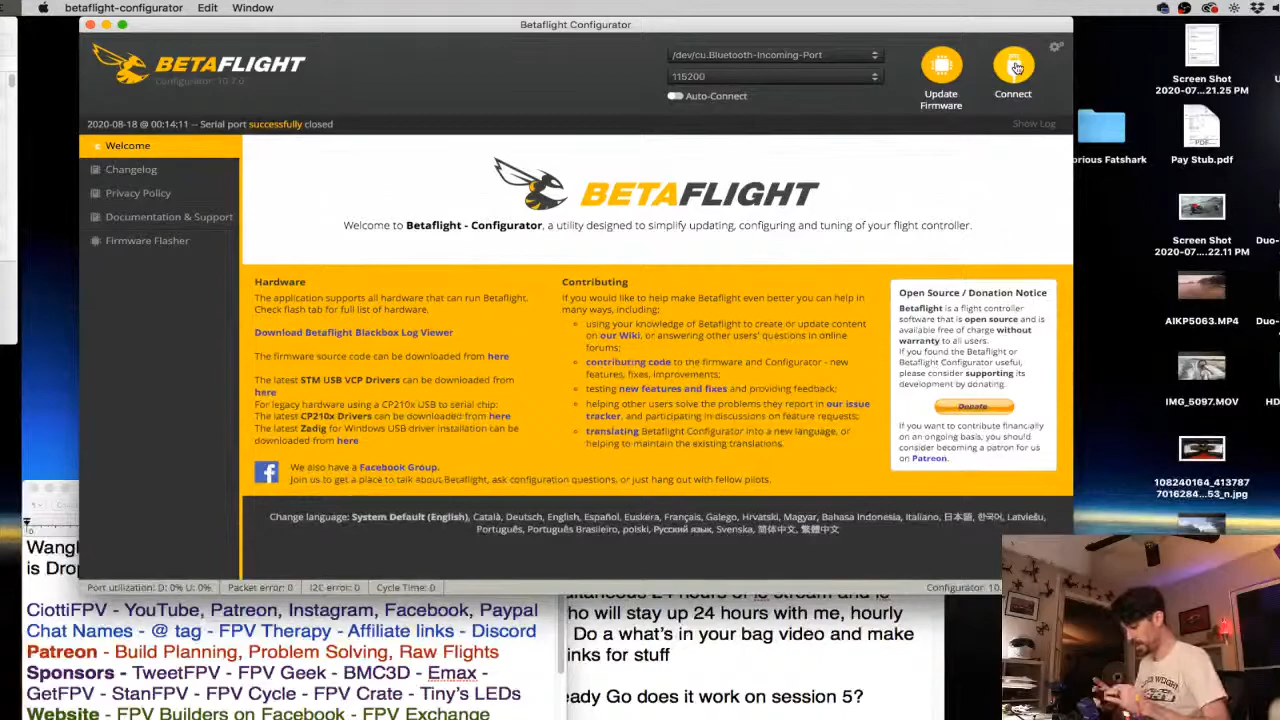 betaflight-configurator Edit Window
Betaflight Configurator
BETAFLIGHT
Configurator 10.7.0
/dev/cu.Bluetooth-Incoming-Port
115200
Auto-Connect
Update
Firmware
Connect
2020-08-18 @ 00:14:11 -- Serial port successfully closed
Show Log
Welcome
Changelog
Privacy Policy
Documentation & Support
Firmware Flasher
BETAFLIGHT
Welcome to Betaflight - Configurator, a utility designed to simplify updating, configuring and tuning of your flight controller.
Hardware
The application supports all hardware that can run Betaflight.
Check flash tab for full list of hardware.
Download Betaflight Blackbox Log Viewer
The firmware source code can be downloaded from here
The latest STM USB VCP Drivers can be downloaded from
here
For legacy hardware using a CP210x USB to serial chip:
The latest CP210x Drivers can be downloaded from here
The latest Zadig for Windows USB driver installation can be
downloaded from here
Contributing
If you would like to help make Betaflight even better you can help in
many ways, including:
using your knowledge of Betaflight to create or update content
on our Wiki, or answering other users' questions in online
forums;
contributing code to the firmware and Configurator - new
features, fixes, improvements;
testing new features and fixes and providing feedback;
helping other users solve the problems they report in our issue
tracker, and participating in discussions on feature requests;
translating Betaflight Configurator into a new language, or
helping to maintain the existing translations.
Open Source / Donation Notice
Betaflight is a flight controller
software that is open source and is
available free of charge without
warranty to all users.
If you found the Betaflight or
Betaflight Configurator useful,
please consider supporting its
development by donating.
Donate
If you want to contribute financially
on an ongoing basis, you should
consider becoming a patron for us
on Patreon.
We also have a Facebook Group.
Join us to get a place to talk about Betaflight, ask configuration questions, or just hang out with fellow pilots.
Change language: System Default (English), Català, Deutsch, English, Español, Euskera, Français, Galego, Hrvatski, Magyar, Bahasa Indonesia, Italiano, 日本語, 한국어, Latviešu,
Português, Português Brasileiro, polski, Русский язык, Svenska, 简体中文, 繁體中文
Port utilization: D: 0% U: 0% Packet error: 0 I2C error: 0 Cycle Time: 0 Configurator: 10.
Screen Shot
2020-07...21.25 PM
orious Fatshark
Pay Stub.pdf
PDF
Screen Shot
2020-07....22.11 PM
Duo-
AIKP5063.MP4
Duo-
IMG_5097.MOV
HD
108240164_413787
7016284...53_n.jpg
Wangl
is Drop
CiottiFPV - YouTube, Patreon, Instagram, Facebook, Paypal
Chat Names - @ tag - FPV Therapy - Affiliate links - Discord
Patreon - Build Planning, Problem Solving, Raw Flights
Sponsors - TweetFPV - FPV Geek - BMC3D - Emax -
GetFPV - StanFPV - FPV Cycle - FPV Crate - Tiny's LEDs
Website - FPV Builders on Facebook - FPV Exchange
ho will stay up 24 hours with me, hourly
Do a what's in your bag video and make
inks for stuff
eady Go does it work on session 5?